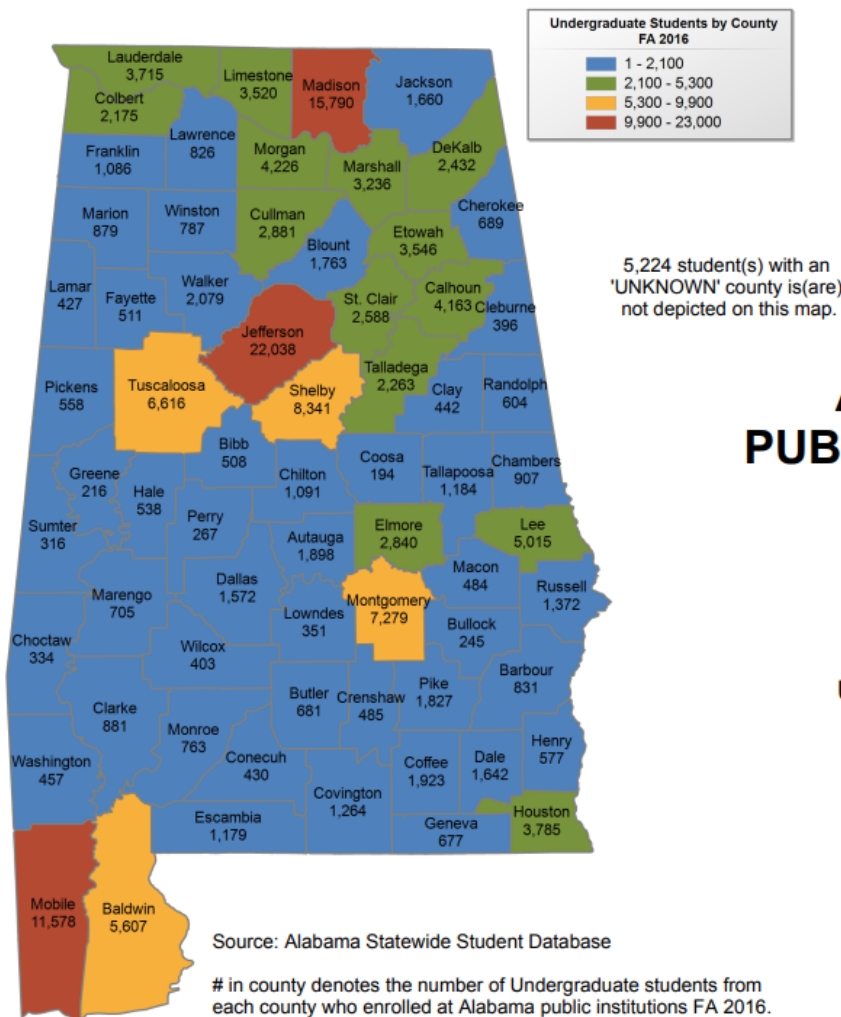 Undergraduate Students by County
FA 2016
1 - 2,100
2,100 - 5,300
5,300 - 9,900
9,900 - 23,000
Lauderdale
3,715
Limestone
3,520
Madison
15,790
Jackson
1,660
Colbert
2,175
Lawrence
826
Franklin
1,086
Morgan
4,226
Marshall
3,236
DeKalb
2,432
Marion
879
Winston
787
Cullman
2,881
Blount
1,763
Etowah
3,546
Cherokee
689
5,224 student(s) with an
'UNKNOWN' county is(are)
not depicted on this map.
Lamar
427
Fayette
511
Walker
2,079
Jefferson
22,038
St. Clair
2,588
Calhoun
4,163
Cleburne
396
Pickens
558
Tuscaloosa
6,616
Shelby
8,341
Talladega
2,263
Clay
442
Randolph
604
A
PUB
Bibb
508
Greene
216
Hale
538
Perry
267
Chilton
1,091
Coosa
194
Tallapoosa
1,184
Chambers
907
Sumter
316
Autauga
1,898
Elmore
2,840
Lee
5,015
Marengo
705
Dallas
1,572
Lowndes
351
Montgomery
7,279
Macon
484
Russell
1,372
Bullock
245
Choctaw
334
Wilcox
403
Butler
681
Crenshaw
485
Pike
1,827
Barbour
831
U
Clarke
881
Monroe
763
Conecuh
430
Washington
457
Covington
1,264
Coffee
1,923
Dale
1,642
Henry
577
Escambia
1,179
Geneva
677
Houston
3,785
Mobile
11,578
Baldwin
5,607
Source: Alabama Statewide Student Database
# in county denotes the number of Undergraduate students from
each county who enrolled at Alabama public institutions FA 2016.